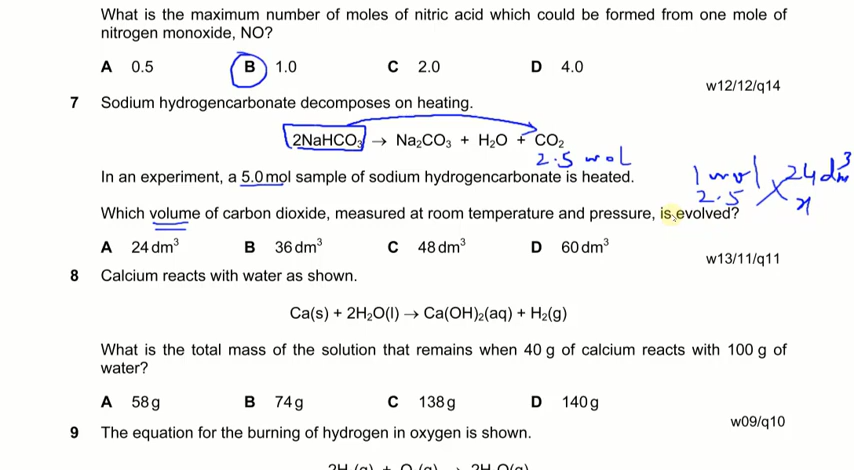 What is the maximum number of moles of nitric acid which could be formed from one mole of
nitrogen monoxide, NO?
A 0.5 B 1.0 C 2.0 D 4.0
w12/12/q14
7 Sodium hydrogencarbonate decomposes on heating.
2NaHCO₃ → Na₂CO₃ + H₂O + CO₂
2.5 mol
In an experiment, a 5.0 mol sample of sodium hydrogencarbonate is heated.
1 mol 24 dm³
2.5 x
Which volume of carbon dioxide, measured at room temperature and pressure, is evolved?
A 24 dm³ B 36 dm³ C 48 dm³ D 60 dm³
w13/11/q11
8 Calcium reacts with water as shown.
Ca(s) + 2H₂O(l) → Ca(OH)₂(aq) + H₂(g)
What is the total mass of the solution that remains when 40 g of calcium reacts with 100 g of
water?
A 58 g B 74 g C 138 g D 140 g
w09/q10
9 The equation for the burning of hydrogen in oxygen is shown.
2H (g) + O (g) → 2H O(g)